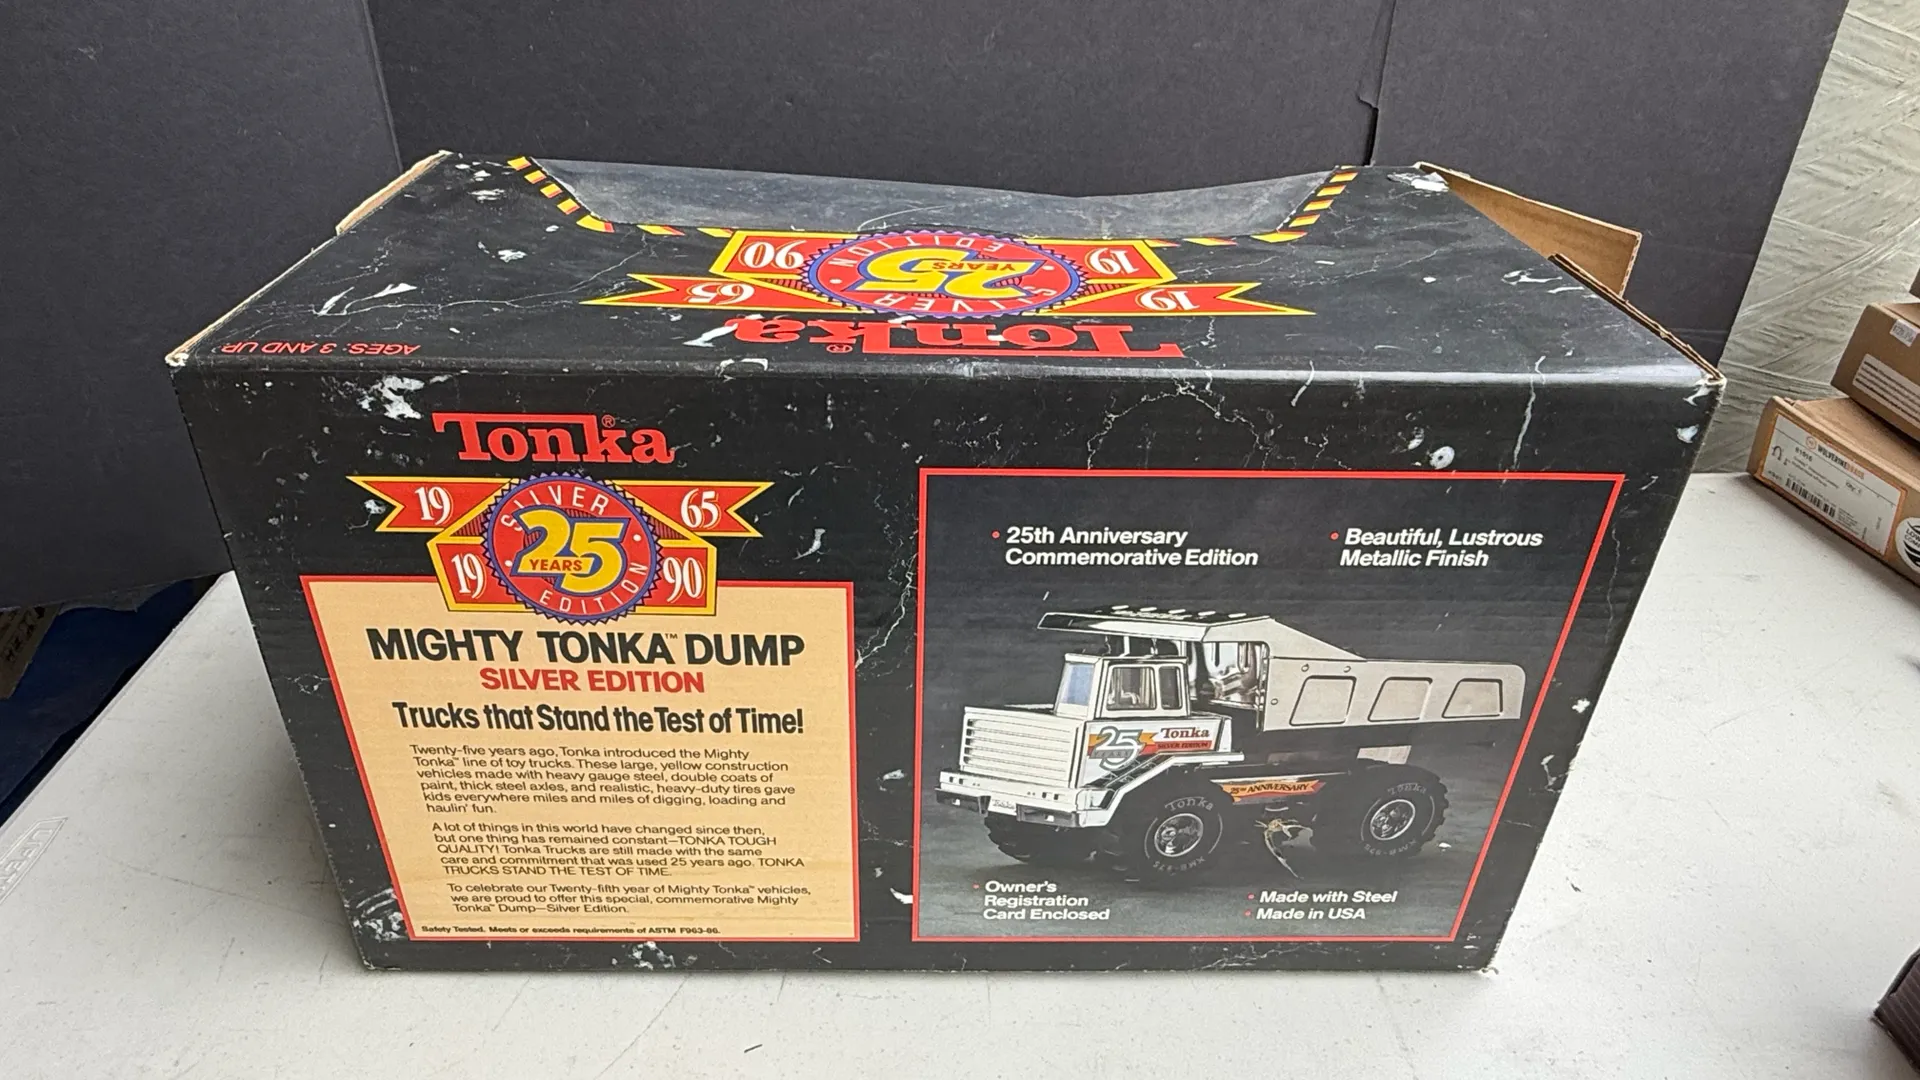 19 90
SILVER EDITION
25
YEARS
19 65
Tonka®
AGES: 3 AND UP
Tonka®
19 65
SILVER
25
YEARS
EDITION
19 90
MIGHTY TONKA™ DUMP
SILVER EDITION
Trucks that Stand the Test of Time!
Twenty-five years ago, Tonka introduced the Mighty
Tonka™ line of toy trucks. These large, yellow construction
vehicles made with heavy gauge steel, double coats of
paint, thick steel axles, and realistic, heavy-duty tires gave
kids everywhere miles and miles of digging, loading and
haulin' fun.
A lot of things in this world have changed since then,
but one thing has remained constant—TONKA TOUGH
QUALITY! Tonka Trucks are still made with the same
care and commitment that was used 25 years ago. TONKA
TRUCKS STAND THE TEST OF TIME.
To celebrate our Twenty-fifth year of Mighty Tonka™ vehicles,
we are proud to offer this special, commemorative Mighty
Tonka™ Dump—Silver Edition.
Safety Tested. Meets or exceeds requirements of ASTM F963-86.
• 25th Anniversary
Commemorative Edition
• Beautiful, Lustrous
Metallic Finish
25
YEARS
Tonka
SILVER EDITION
25TH ANNIVERSARY
Tonka
Tonka
• Owner's
Registration
Card Enclosed
• Made with Steel
• Made in USA
WOLVERINE BRASS